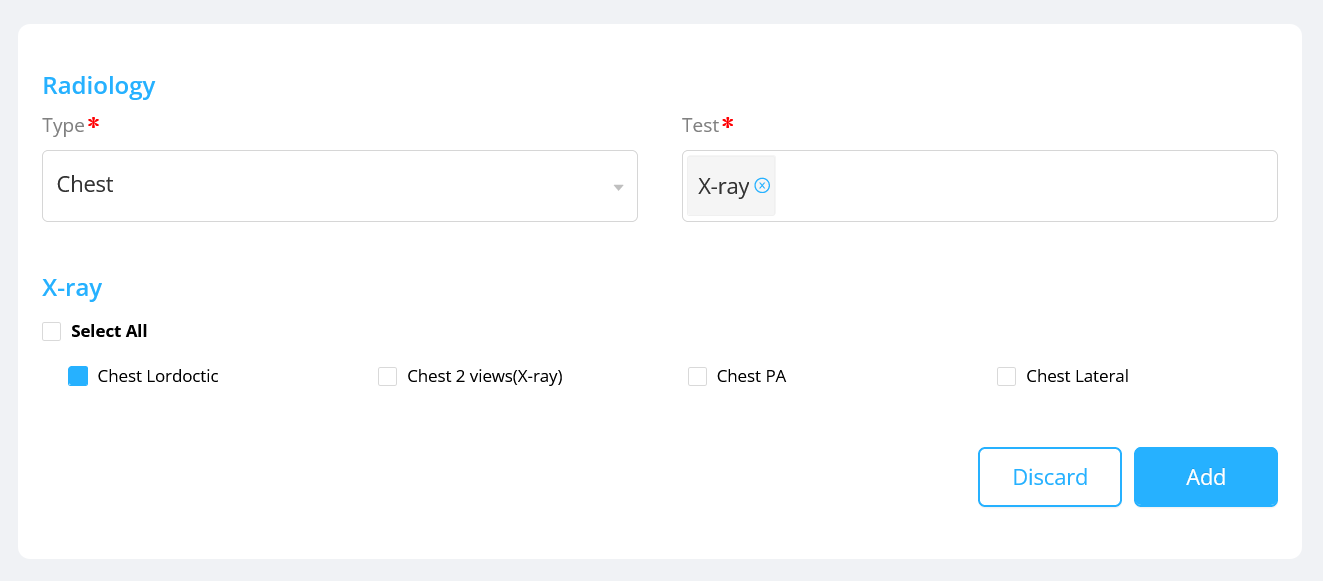 Radiology
Type* Test*
Chest X-ray
X-ray
Select All
Chest Lordoctic Chest 2 views(X-ray) Chest PA Chest Lateral
Discard Add